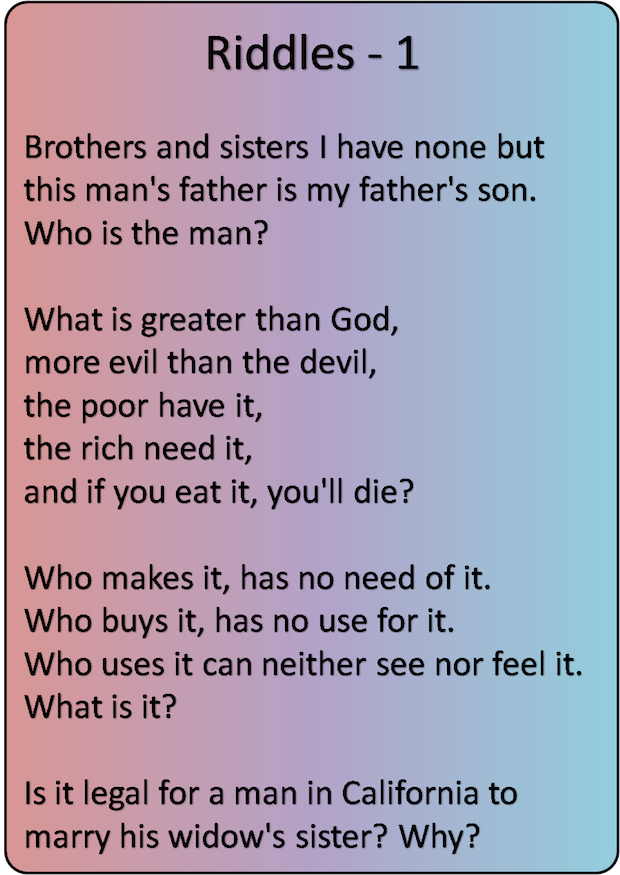 Riddles - 1
Brothers and sisters I have none but
this man's father is my father's son.
Who is the man?
What is greater than God,
more evil than the devil,
the poor have it,
the rich need it,
and if you eat it, you'll die?
Who makes it, has no need of it.
Who buys it, has no use for it.
Who uses it can neither see nor feel it.
What is it?
Is it legal for a man in California to
marry his widow's sister? Why?